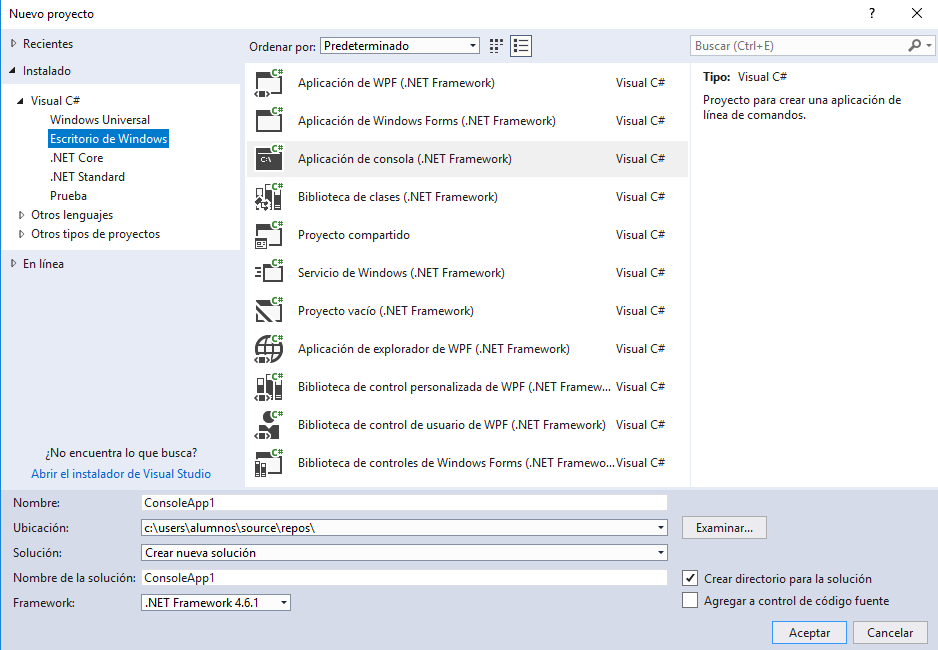 Nuevo proyecto
? 
Recientes
Instalado
Visual C#
Windows Universal
Escritorio de Windows
.NET Core
.NET Standard
Prueba
Otros lenguajes
Otros tipos de proyectos
En línea
¿No encuentra lo que busca?
Abrir el instalador de Visual Studio
Ordenar por: Predeterminado
C# Aplicación de WPF (.NET Framework) Visual C#
C# Aplicación de Windows Forms (.NET Framework) Visual C#
C# C:\ Aplicación de consola (.NET Framework) Visual C#
C# Biblioteca de clases (.NET Framework) Visual C#
C# Proyecto compartido Visual C#
C# Servicio de Windows (.NET Framework) Visual C#
C# Proyecto vacío (.NET Framework) Visual C#
C# Aplicación de explorador de WPF (.NET Framework) Visual C#
C# Biblioteca de control personalizada de WPF (.NET Framew... Visual C#
C# Biblioteca de control de usuario de WPF (.NET Framework) Visual C#
C# Biblioteca de controles de Windows Forms (.NET Framewo... Visual C#
Buscar (Ctrl+E)
Tipo: Visual C#
Proyecto para crear una aplicación de
línea de comandos.
Nombre: ConsoleApp1
Ubicación: c:\users\alumnos\source\repos\ Examinar...
Solución: Crear nueva solución
Nombre de la solución: ConsoleApp1 Crear directorio para la solución
Framework: .NET Framework 4.6.1 Agregar a control de código fuente
Aceptar Cancelar